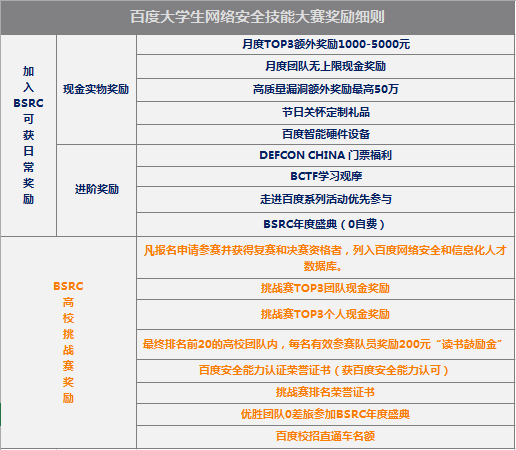 百度大学生网络安全技能大赛奖励细则
加
入
BSRC
可
获
日
常
奖
励
现金实物奖励
月度TOP3额外奖励1000-5000元
月度团队无上限现金奖励
高质量漏洞额外奖励最高50万
节日关怀定制礼品
百度智能硬件设备
进阶奖励
DEFCON CHINA 门票福利
BCTF学习观摩
走进百度系列活动优先参与
BSRC年度盛典（0自费）
BSRC
高
校
挑
战
赛
奖
励
凡报名申请参赛并获得复赛和决赛资格者，列入百度网络安全和信息化人才
数据库。
挑战赛TOP3团队现金奖励
挑战赛TOP3个人现金奖励
最终排名前20的高校团队内，每名有效参赛队员奖励200元“读书鼓励金”
百度安全能力认证荣誉证书（获百度安全能力认可）
挑战赛排名荣誉证书
优胜团队0差旅参加BSRC年度盛典
百度校招直通车名额